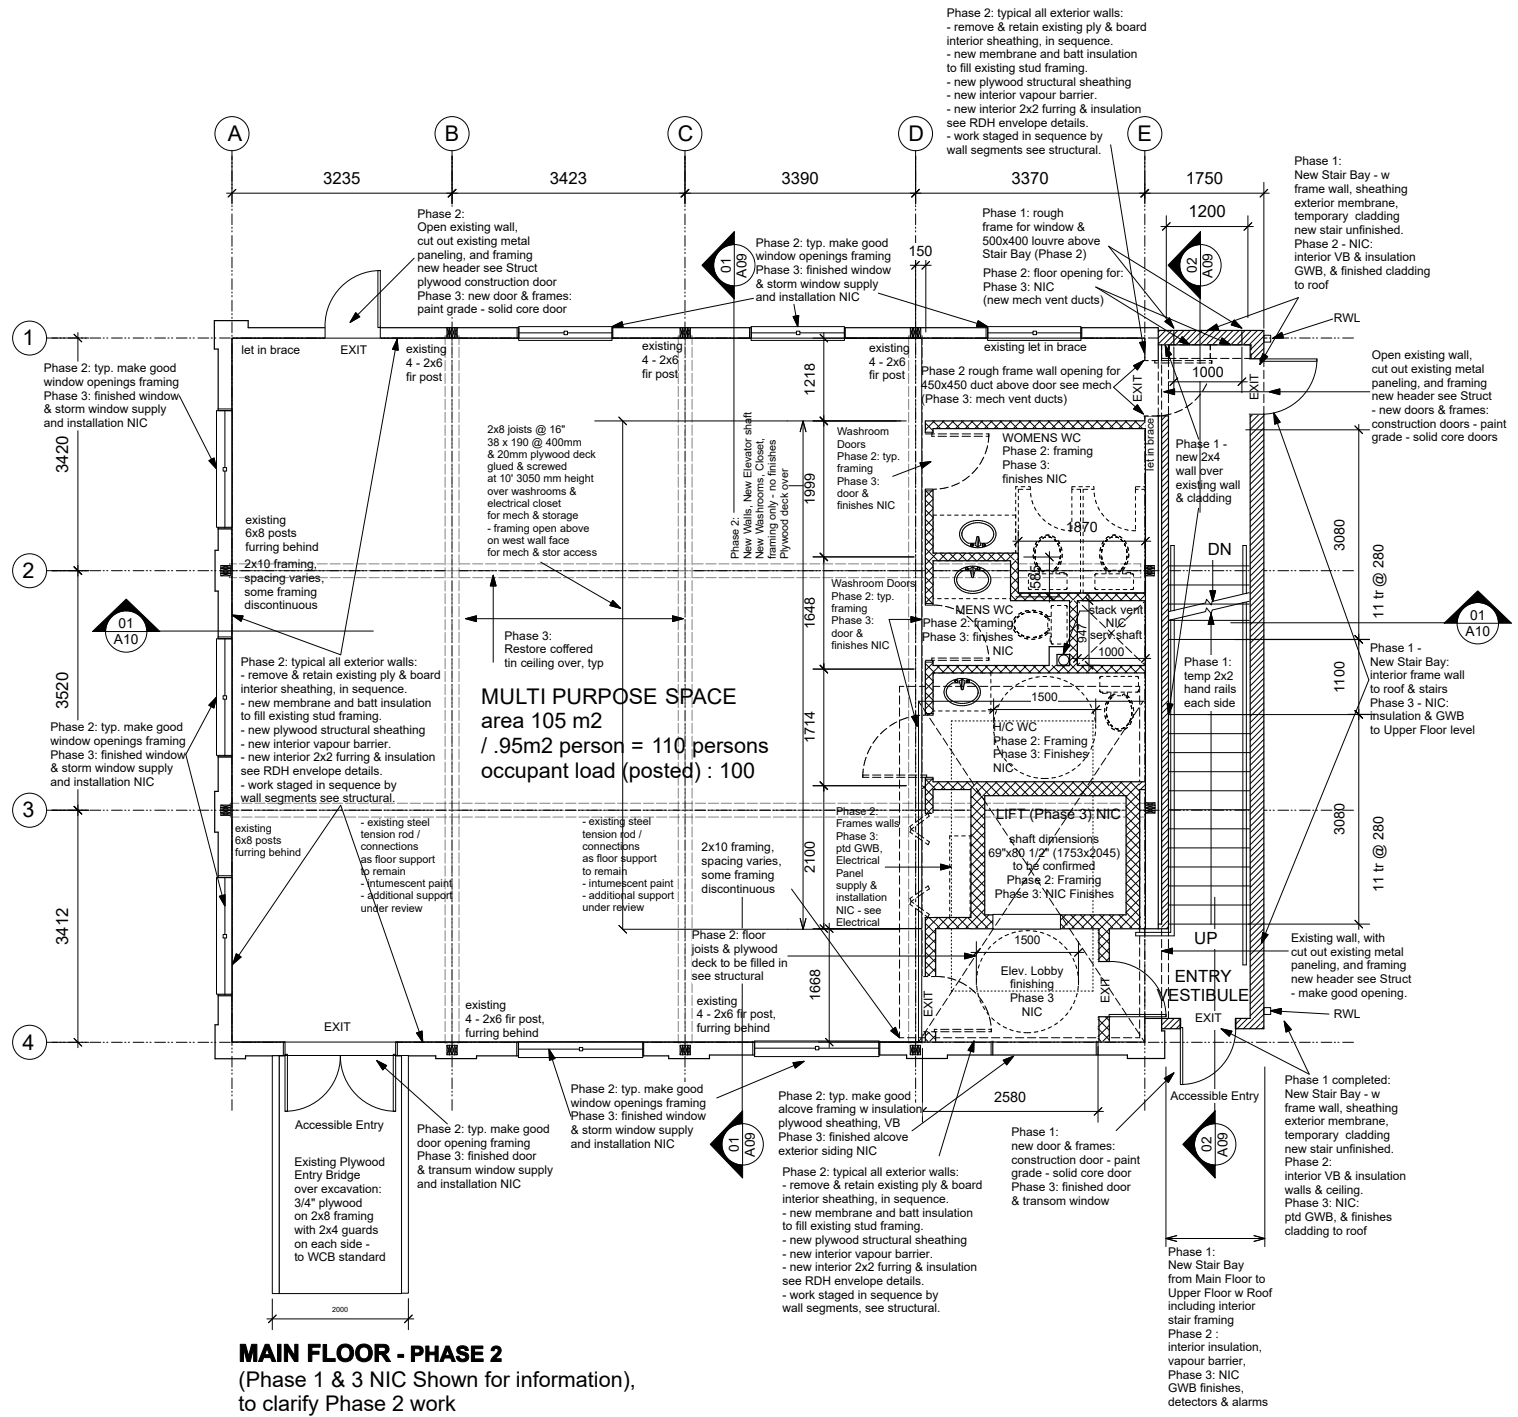 Phase 2: typical all exterior walls:
- remove & retain existing ply & board
interior sheathing, in sequence.
- new membrane and batt insulation
to fill existing stud framing.
- new plywood structural sheathing
- new interior vapour barrier.
- new interior 2x2 furring & insulation
see RDH envelope details.
- work staged in sequence by
wall segments see structural.
A
B
C
D
E
3235
3423
3390
3370
1750
1200
150
Phase 1:
New Stair Bay - w
frame wall, sheathing
exterior membrane,
temporary cladding
new stair unfinished.
Phase 2 - NIC:
interior VB & insulation
GWB, & finished cladding
to roof
Phase 2:
Open existing wall,
cut out existing metal
paneling, and framing
new header see Struct
plywood construction door
Phase 3: new door & frames:
paint grade - solid core door
01
A09
Phase 2: typ. make good
window openings framing
Phase 3: finished window
& storm window supply
and installation NIC
Phase 1: rough
frame for window &
500x400 louvre above
Stair Bay (Phase 2)
Phase 2: floor opening for:
Phase 3: NIC
(new mech vent ducts)
02
A09
RWL
1
let in brace
EXIT
existing
4 - 2x6
fir post
existing
4 - 2x6
fir post
existing
4 - 2x6
fir post
existing let in brace
Phase 2: typ. make good
window openings framing
Phase 3: finished window
& storm window supply
and installation NIC
3420
1218
Phase 2 rough frame wall opening for
450x450 duct above door see mech
(Phase 3: mech vent ducts)
EXIT
1000
EXIT
Open existing wall,
cut out existing metal
paneling, and framing
new header see Struct
- new doors & frames:
construction doors - paint
grade - solid core doors
2x8 joists @ 16"
38 x 190 @ 400mm
& 20mm plywood deck
glued & screwed
at 10' 3050 mm height
over washrooms &
electrical closet
for mech & storage
- framing open above
on west wall face
for mech & stor access
Phase 2:
New Walls, New Elevator shaft
New Washrooms, Closet,
framing only - no finishes
Plywood deck over
1999
Washroom
Doors
Phase 2: typ.
framing
Phase 3:
door &
finishes NIC
WOMENS WC
Phase 2: framing
Phase 3:
finishes NIC
let in brace
1870
585
Phase 1 -
new 2x4
wall over
existing wall
& cladding
DN
3080
11 tr @ 280
existing
6x8 posts
furring behind
2
2x10 framing,
spacing varies,
some framing
discontinuous
Washroom Doors
Phase 2: typ.
framing
Phase 3:
door &
finishes NIC
1648
MENS WC
Phase 2: framing
Phase 3: finishes
NIC
947
stack vent
NIC
serv shaft
1000
01
A10
01
A10
Phase 3:
Restore coffered
tin ceiling over, typ
Phase 2: typical all exterior walls:
- remove & retain existing ply & board
interior sheathing, in sequence.
- new membrane and batt insulation
to fill existing stud framing.
- new plywood structural sheathing
- new interior vapour barrier.
- new interior 2x2 furring & insulation
see RDH envelope details.
- work staged in sequence by
wall segments see structural.
3520
Phase 2: typ. make good
window openings framing
Phase 3: finished window
& storm window supply
and installation NIC
MULTI PURPOSE SPACE
area 105 m2
/ .95m2 person = 110 persons
occupant load (posted) : 100
1714
1500
H/C WC
Phase 2: Framing
Phase 3: Finishes
NIC
Phase 1:
temp 2x2
hand rails
each side
1100
Phase 1 -
New Stair Bay:
interior frame wall
to roof & stairs
Phase 3 - NIC:
insulation & GWB
to Upper Floor level
3
existing
6x8 posts
furring behind
- existing steel
tension rod /
connections
as floor support
to remain
- intumescent paint
- additional support
under review
- existing steel
tension rod /
connections
as floor support
to remain
- intumescent paint
- additional support
under review
2x10 framing,
spacing varies,
some framing
discontinuous
2100
Phase 2:
Frames walls
Phase 3:
ptd GWB,
Electrical
Panel
supply &
installation
NIC - see
Electrical
LIFT (Phase 3) NIC
shaft dimensions
69"x80 1/2" (1753x2045)
to be confirmed
Phase 2: Framing
Phase 3: NIC Finishes
3080
11 tr @ 280
3412
Phase 2: floor
joists & plywood
deck to be filled in
see structural
1668
1500
Elev. Lobby
finishing
Phase 3
NIC
EXIT
EXIT
UP
ENTRY
VESTIBULE
EXIT
Existing wall, with
cut out existing metal
paneling, and framing
new header see Struct
- make good opening.
RWL
existing
4 - 2x6 fir post,
furring behind
existing
4 - 2x6 fir post,
furring behind
EXIT
4
Accessible Entry
Phase 2: typ. make good
door opening framing
Phase 3: finished door
& transum window supply
and installation NIC
Phase 2: typ. make good
window openings framing
Phase 3: finished window
& storm window supply
and installation NIC
01
A09
Phase 2: typ. make good
alcove framing w insulation
plywood sheathing, VB
Phase 3: finished alcove
exterior siding NIC
2580
Phase 1:
new door & frames:
construction door - paint
grade - solid core door
Phase 3: finished door
& transom window
Accessible Entry
02
A09
Phase 1 completed:
New Stair Bay - w
frame wall, sheathing
exterior membrane,
temporary cladding
new stair unfinished.
Phase 2:
interior VB & insulation
walls & ceiling.
Phase 3: NIC:
ptd GWB, & finishes
cladding to roof
Existing Plywood
Entry Bridge
over excavation:
3/4" plywood
on 2x8 framing
with 2x4 guards
on each side -
to WCB standard
2000
Phase 2: typical all exterior walls:
- remove & retain existing ply & board
interior sheathing, in sequence.
- new membrane and batt insulation
to fill existing stud framing.
- new plywood structural sheathing
- new interior vapour barrier.
- new interior 2x2 furring & insulation
see RDH envelope details.
- work staged in sequence by
wall segments, see structural.
Phase 1:
New Stair Bay
from Main Floor to
Upper Floor w Roof
including interior
stair framing
Phase 2 :
interior insulation,
vapour barrier,
Phase 3: NIC
GWB finishes,
detectors & alarms
MAIN FLOOR - PHASE 2
(Phase 1 & 3 NIC Shown for information),
to clarify Phase 2 work